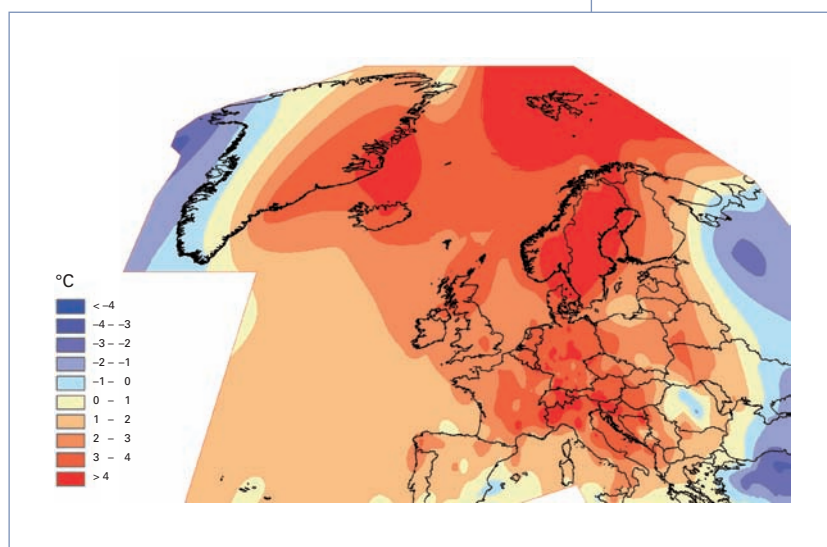 °C
< –4
–4 – –3
–3 – –2
–2 – –1
–1 – 0
0 – 1
1 – 2
2 – 3
3 – 4
> 4